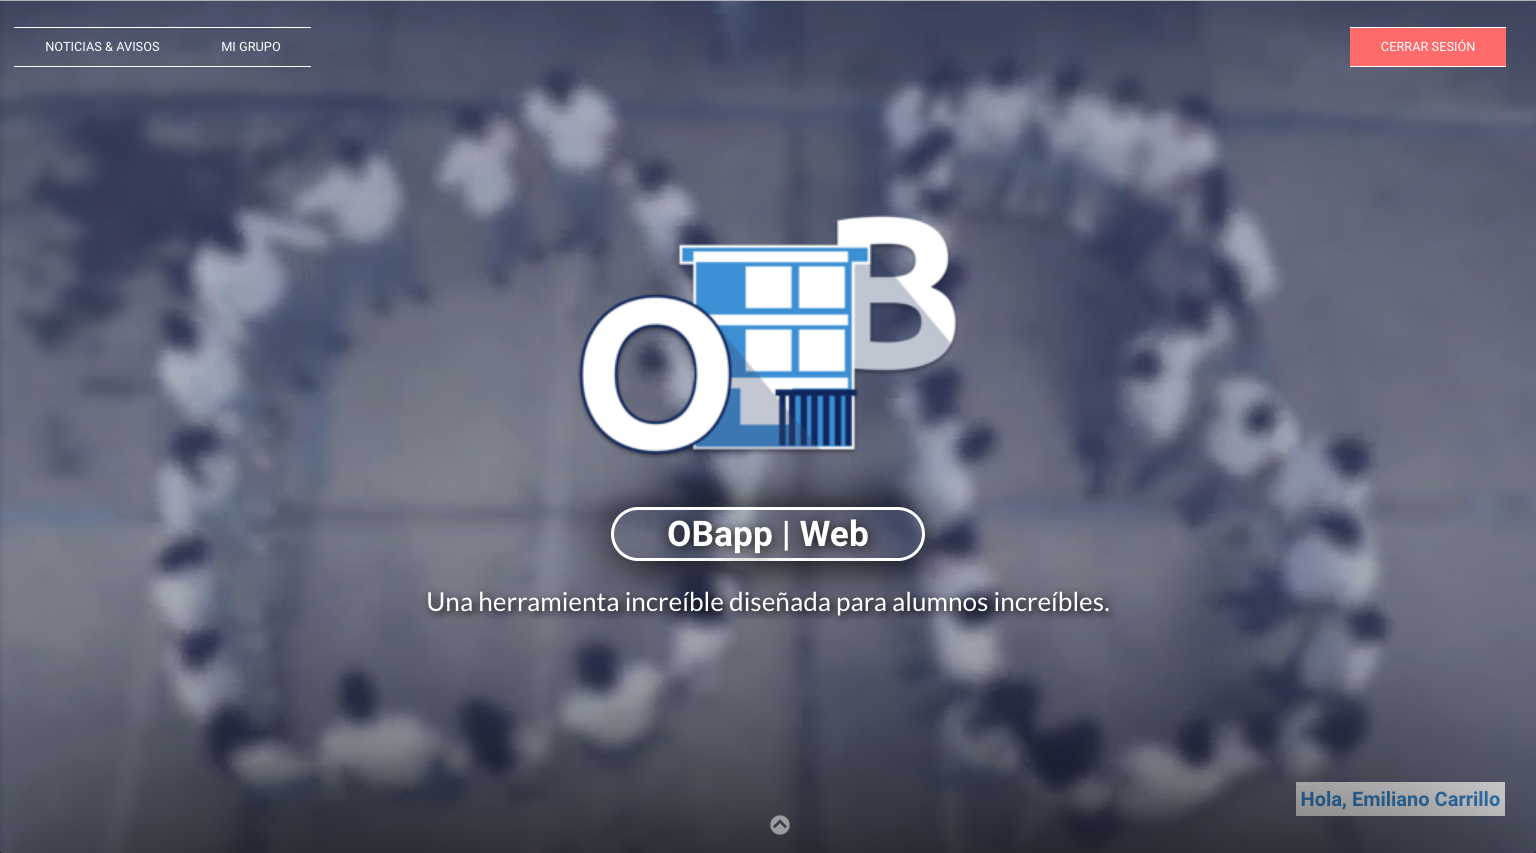 NOTICIAS & AVISOS MI GRUPO CERRAR SESIÓN
OB
OBapp | Web
Una herramienta increíble diseñada para alumnos increíbles.
Hola, Emiliano Carrillo